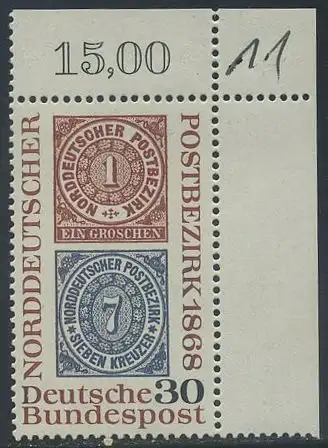 15,00
11
NORDDEUTSCHER
POSTBEZIRK·1868
NORDDEUTSCHER POSTBEZIRK
1
EIN GROSCHEN
NORDDEUTSCHER POSTBEZIRK
7
SIEBEN KREUZER
Deutsche 30
Bundespost